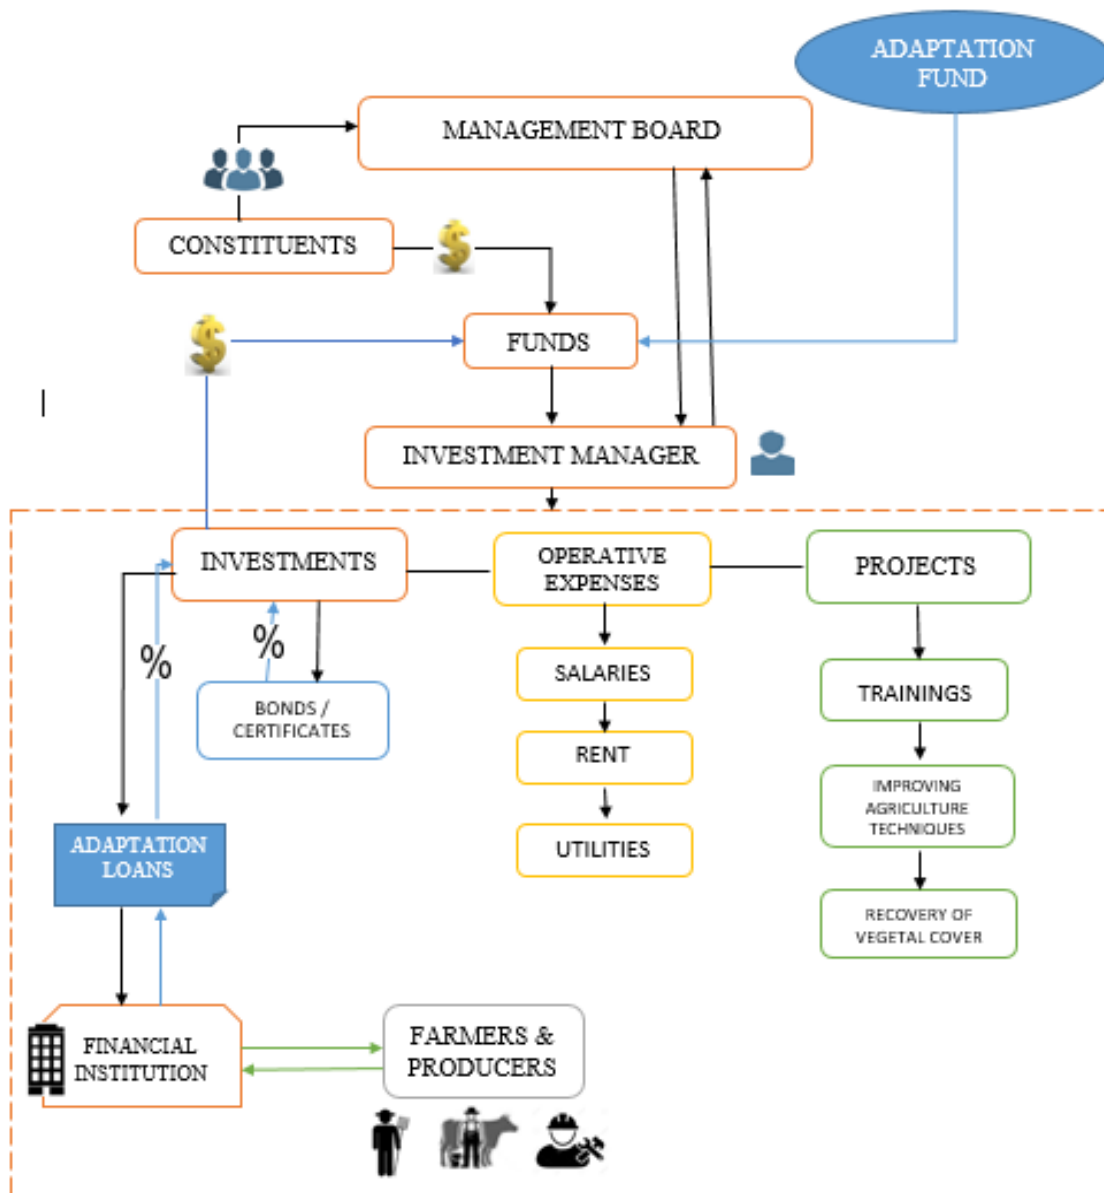 ADAPTATION
FUND
MANAGEMENT BOARD
CONSTITUENTS
$
$
FUNDS
INVESTMENT MANAGER
INVESTMENTS
OPERATIVE
EXPENSES
PROJECTS
%
%
BONDS /
CERTIFICATES
SALARIES
TRAININGS
RENT
IMPROVING
AGRICULTURE
TECHNIQUES
ADAPTATION
LOANS
UTILITIES
RECOVERY OF
VEGETAL COVER
FINANCIAL
INSTITUTION
FARMERS &
PRODUCERS